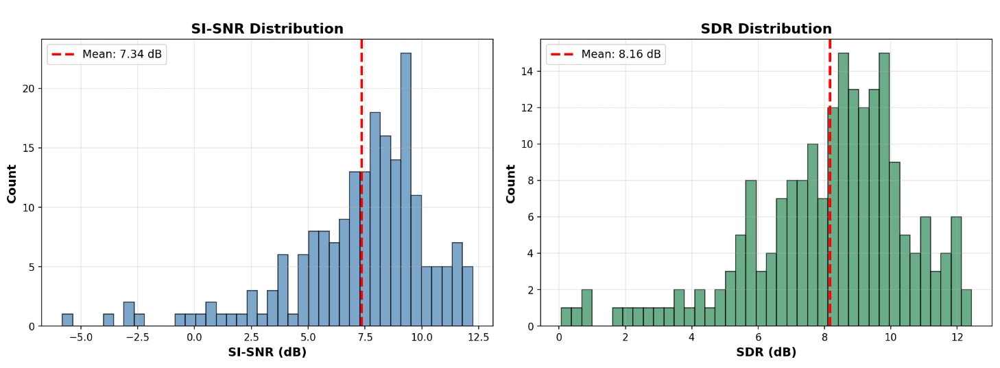 SI-SNR Distribution
Mean: 7.34 dB
Count
20
15
10
5
0
−5.0 −2.5 0.0 2.5 5.0 7.5 10.0 12.5
SI-SNR (dB)
SDR Distribution
Mean: 8.16 dB
Count
14
12
10
8
6
4
2
0
0 2 4 6 8 10 12
SDR (dB)